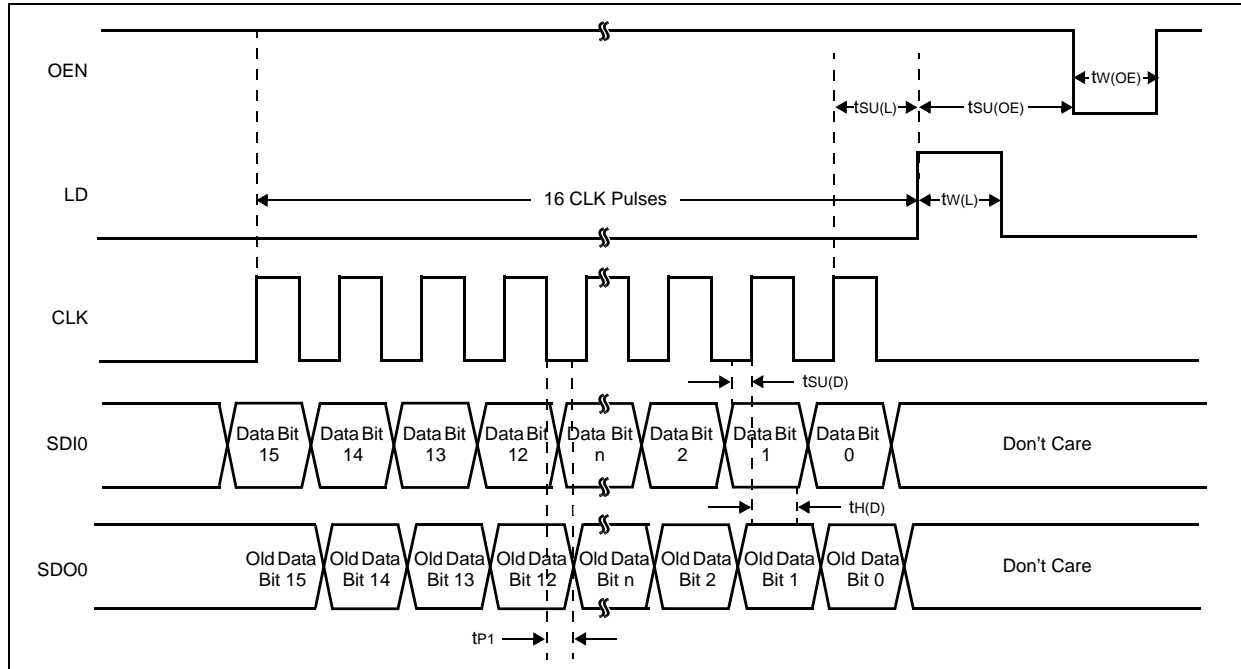 OEN
tW(OE)
tSU(L)
tSU(OE)
LD
16 CLK Pulses
tW(L)
CLK
tSU(D)
SDI0
Data Bit
15
Data Bit
14
Data Bit
13
Data Bit
12
Data Bit
n
Data Bit
2
Data Bit
1
Data Bit
0
Don't Care
tH(D)
SDO0
Old Data
Bit 15
Old Data
Bit 14
Old Data
Bit 13
Old Data
Bit 12
Old Data
Bit n
Old Data
Bit 2
Old Data
Bit 1
Old Data
Bit 0
Don't Care
tP1